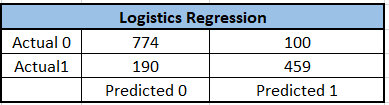 Logistics Regression
Actual 0 774 100
Actual1 190 459
Predicted 0 Predicted 1